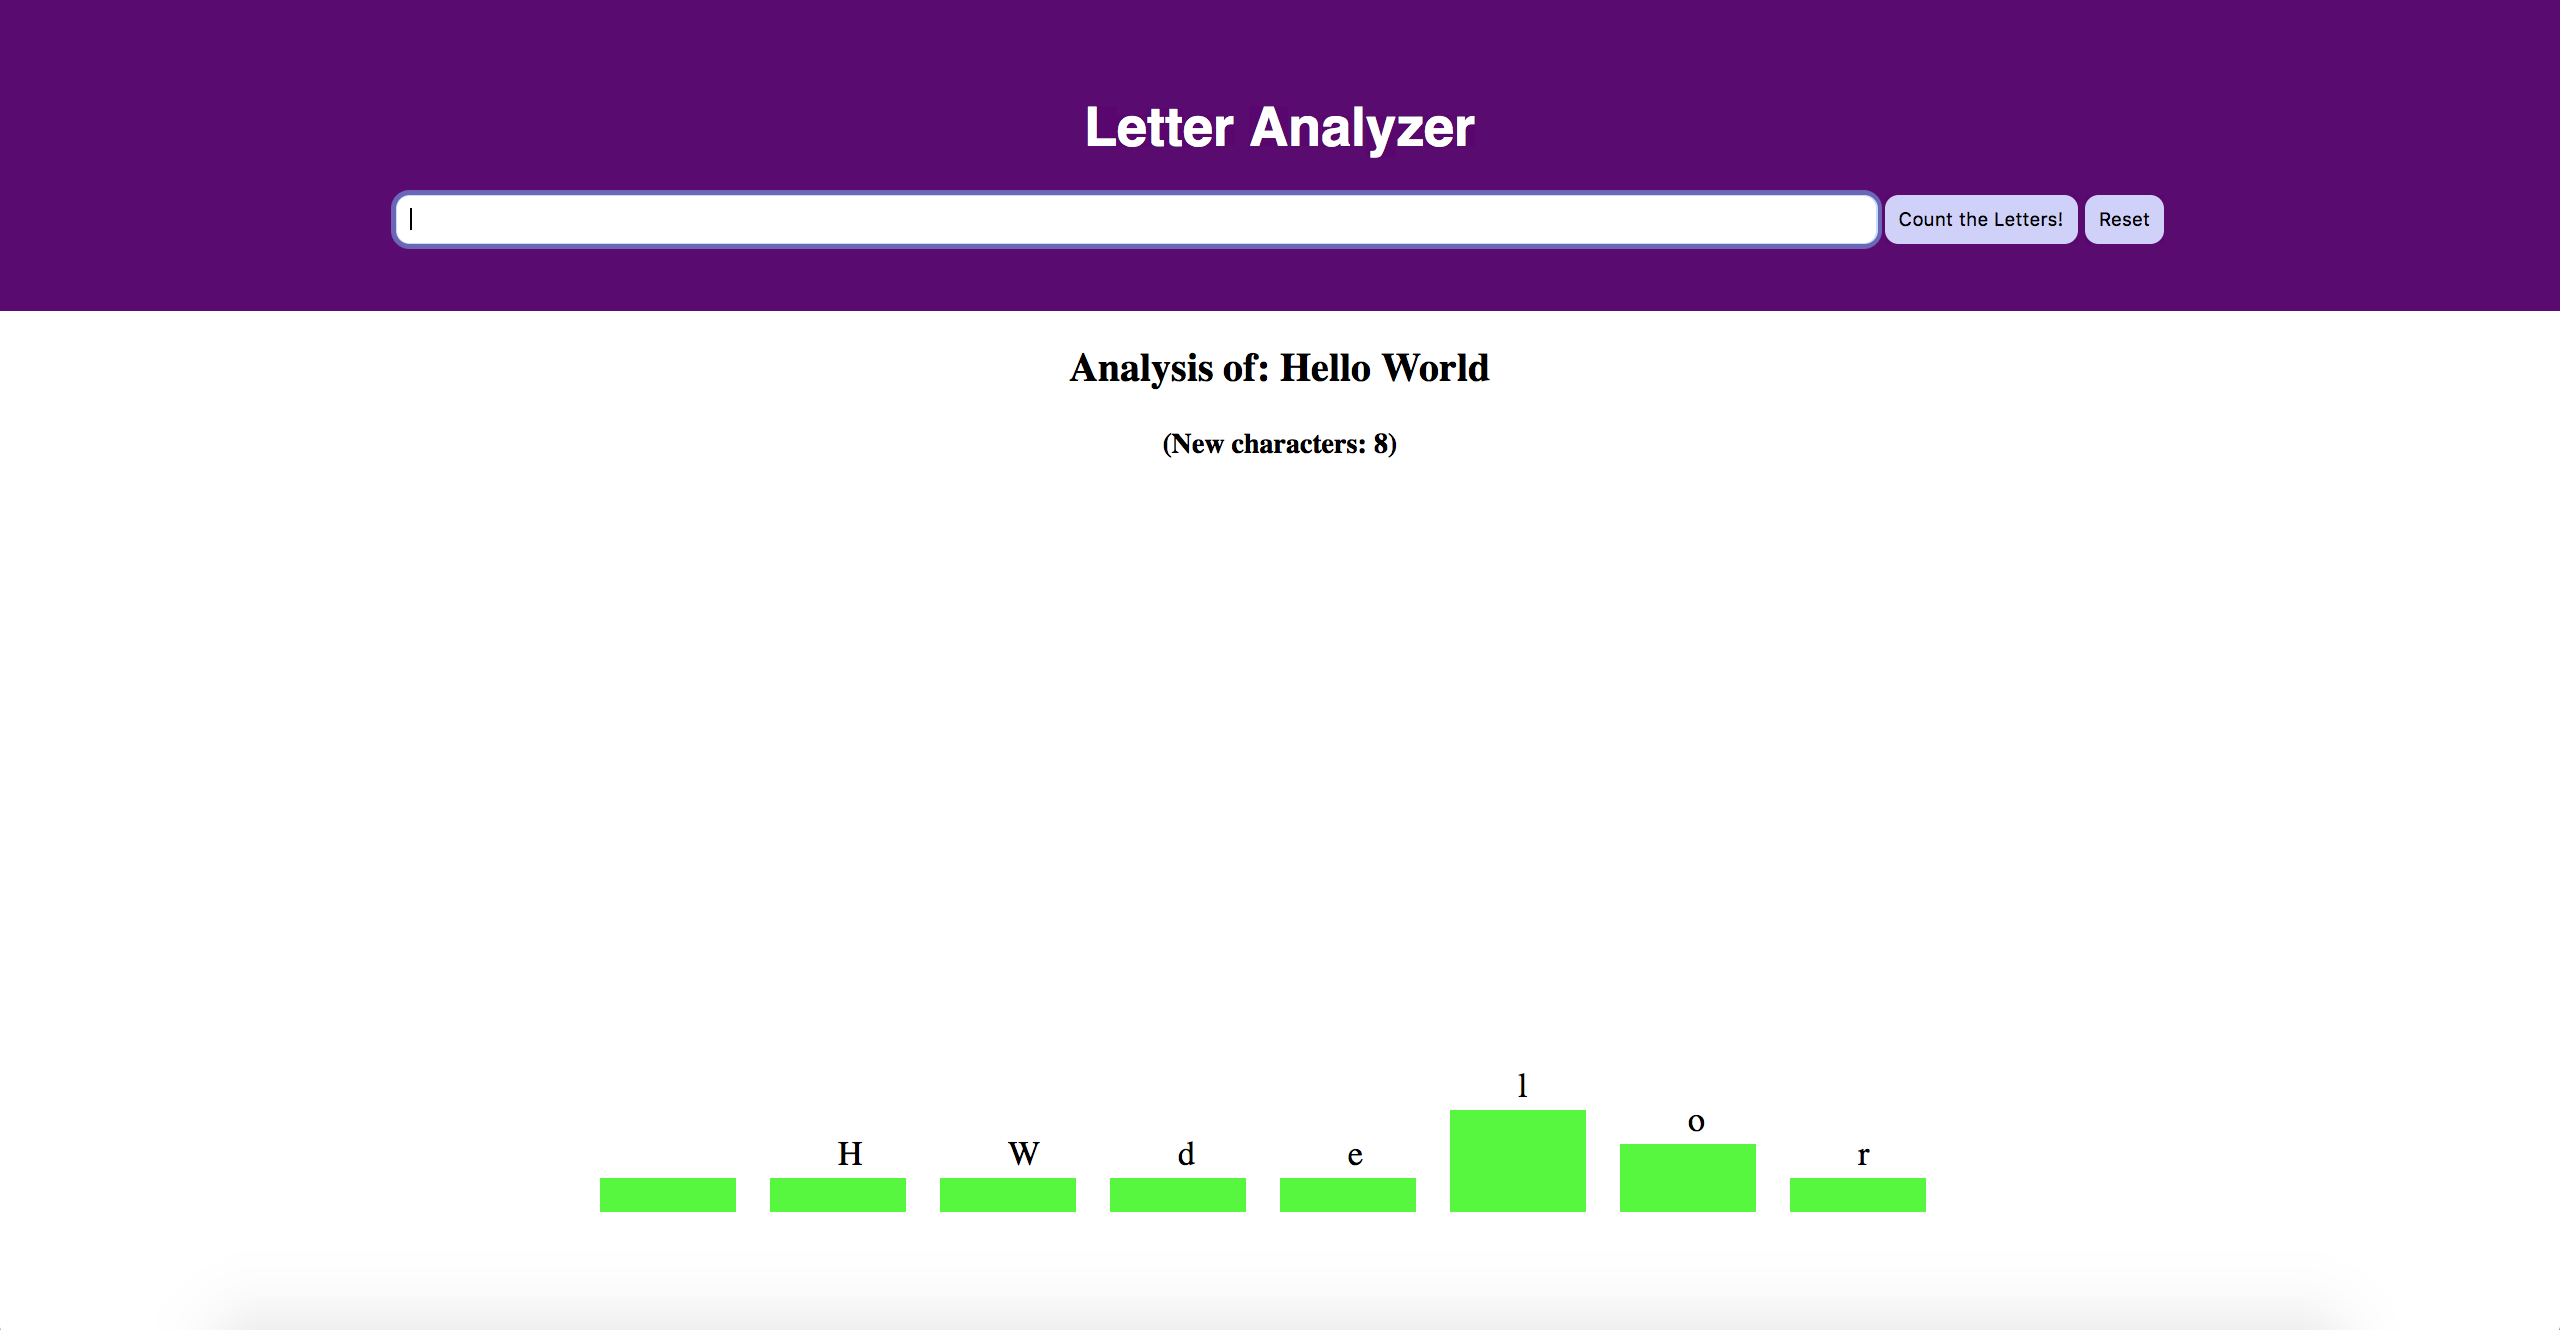 Letter Analyzer
Count the Letters! Reset
Analysis of: Hello World
(New characters: 8)
H W d e l o r